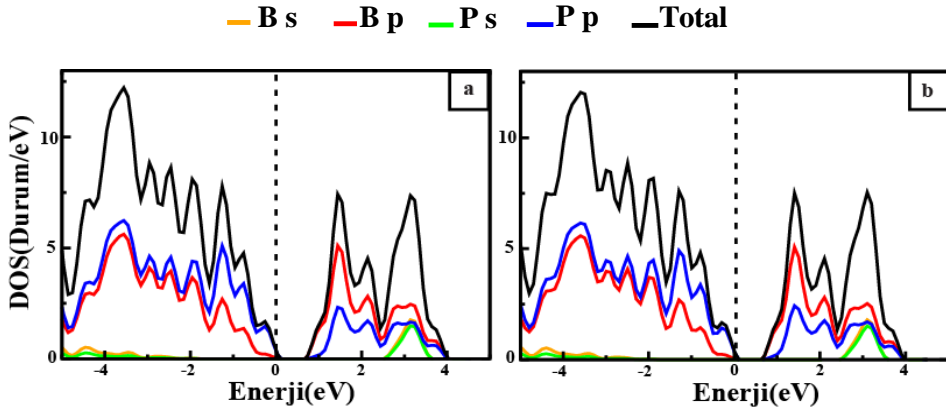 B s B p P s P p Total
a b
DOS(Durum/eV)
10 10
5 5
0 0
-4 -2 0 2 4 -4 -2 0 2 4
Enerji(eV) Enerji(eV)